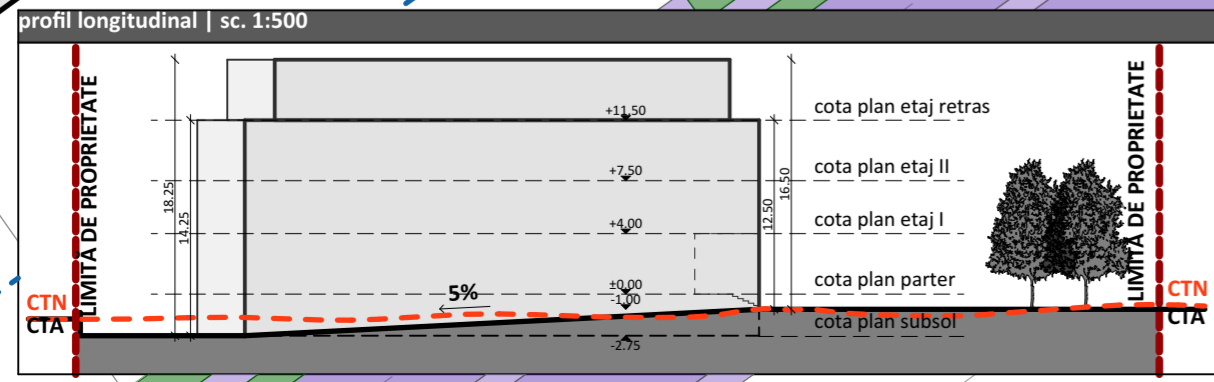 profil longitudinal | sc. 1:500
LIMITA DE PROPRIETATE
18.25
14.25
+11,50
cota plan etaj retras
+7,50
cota plan etaj II
+4,00
cota plan etaj I
16.50
12.50
±0,00
cota plan parter
-1,00
5%
cota plan subsol
-2.75
LIMITA DE PROPRIETATE
CTN
CTA
CTN
CTA